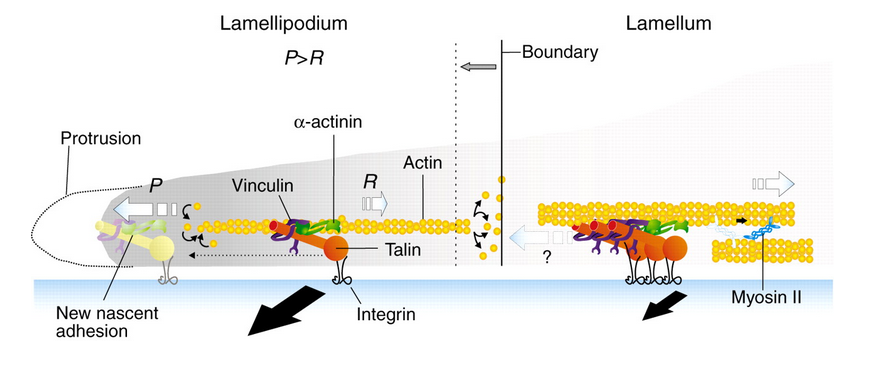 Lamellipodium
Lamellum
P>R
Boundary
α-actinin
Protrusion
Actin
P
Vinculin
R
Talin
?
New nascent
adhesion
Integrin
Myosin II